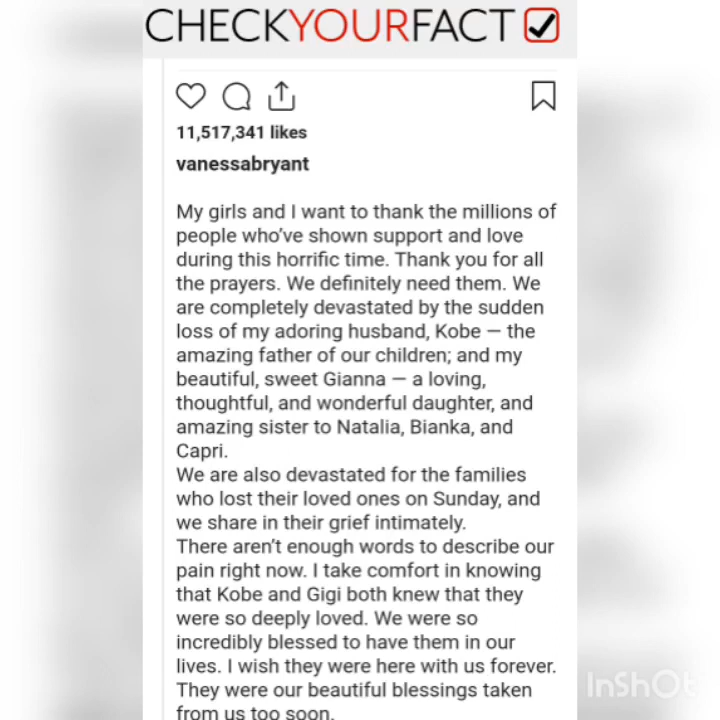 CHECKYOURFACT
11,517,341 likes
vanessabryant
My girls and I want to thank the millions of
people who've shown support and love
during this horrific time. Thank you for all
the prayers. We definitely need them. We
are completely devastated by the sudden
loss of my adoring husband, Kobe — the
amazing father of our children; and my
beautiful, sweet Gianna — a loving,
thoughtful, and wonderful daughter, and
amazing sister to Natalia, Bianka, and
Capri.
We are also devastated for the families
who lost their loved ones on Sunday, and
we share in their grief intimately.
There aren't enough words to describe our
pain right now. I take comfort in knowing
that Kobe and Gigi both knew that they
were so deeply loved. We were so
incredibly blessed to have them in our
lives. I wish they were here with us forever.
They were our beautiful blessings taken
from us too soon.
InShOt